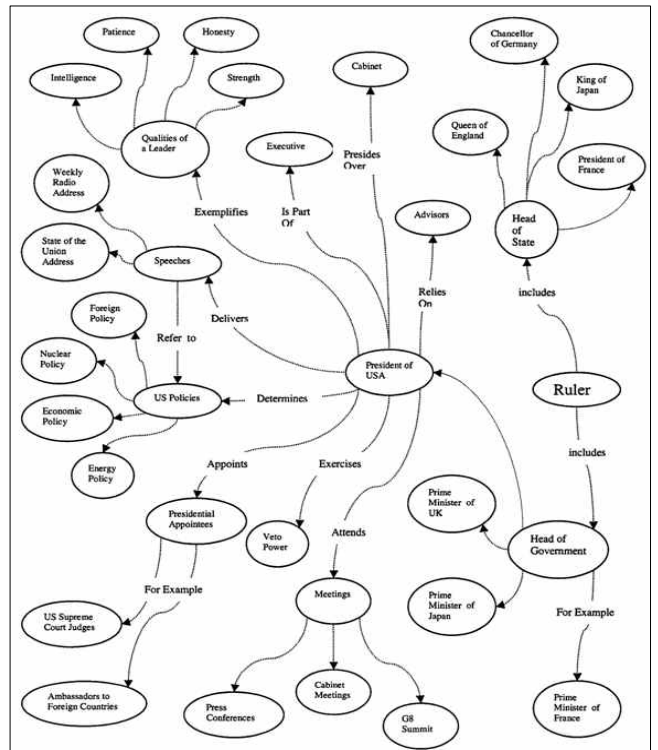 Patience
Honesty
Cabinet
Chancellor
of Germany
Intelligence
Strength
King of
Japan
Qualities of
a Leader
Queen of
England
Executive
Presides
Over
President of
France
Weekly
Radio
Address
Exemplifies
Is Part
Of
Advisors
Head
of
State
State of the
Union
Address
Speeches
Relies
On
includes
Foreign
Policy
Delivers
Refer to
Nuclear
Policy
President of
USA
Ruler
US Policies
Determines
Economic
Policy
Energy
Policy
Appoints
Exercises
includes
Presidential
Appointees
Prime
Minister of
UK
Veto
Power
Attends
Head of
Government
For Example
Meetings
Prime
Minister of
Japan
For Example
US Supreme
Court Judges
Ambassadors to
Foreign Countries
Press
Conferences
Cabinet
Meetings
G8
Summit
Prime
Minister of
France